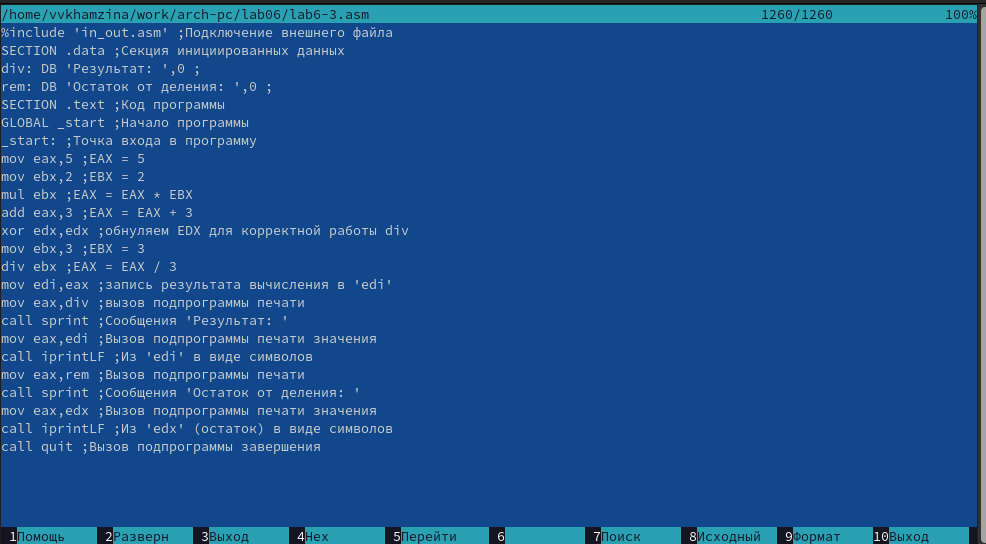 /home/vvkhamzina/work/arch-pc/lab06/lab6-3.asm 1260/1260 100%
%include 'in_out.asm' ;Подключение внешнего файла
SECTION .data ;Секция инициированных данных
div: DB 'Результат: ',0 ;
rem: DB 'Остаток от деления: ',0 ;
SECTION .text ;Код программы
GLOBAL _start ;Начало программы
_start: ;Точка входа в программу
mov eax,5 ;EAX = 5
mov ebx,2 ;EBX = 2
mul ebx ;EAX = EAX * EBX
add eax,3 ;EAX = EAX + 3
xor edx,edx ;обнуляем EDX для корректной работы div
mov ebx,3 ;EBX = 3
div ebx ;EAX = EAX / 3
mov edi,eax ;запись результата вычисления в 'edi'
mov eax,div ;вызов подпрограммы печати
call sprint ;Сообщения 'Результат: '
mov eax,edi ;Вызов подпрограммы печати значения
call iprintLF ;Из 'edi' в виде символов
mov eax,rem ;Вызов подпрограммы печати
call sprint ;Сообщения 'Остаток от деления: '
mov eax,edx ;Вызов подпрограммы печати значения
call iprintLF ;Из 'edx' (остаток) в виде символов
call quit ;Вызов подпрограммы завершения
1Помощь 2Разверн 3Выход 4Hex 5Перейти 6 7Поиск 8Исходный 9Формат 10Выход